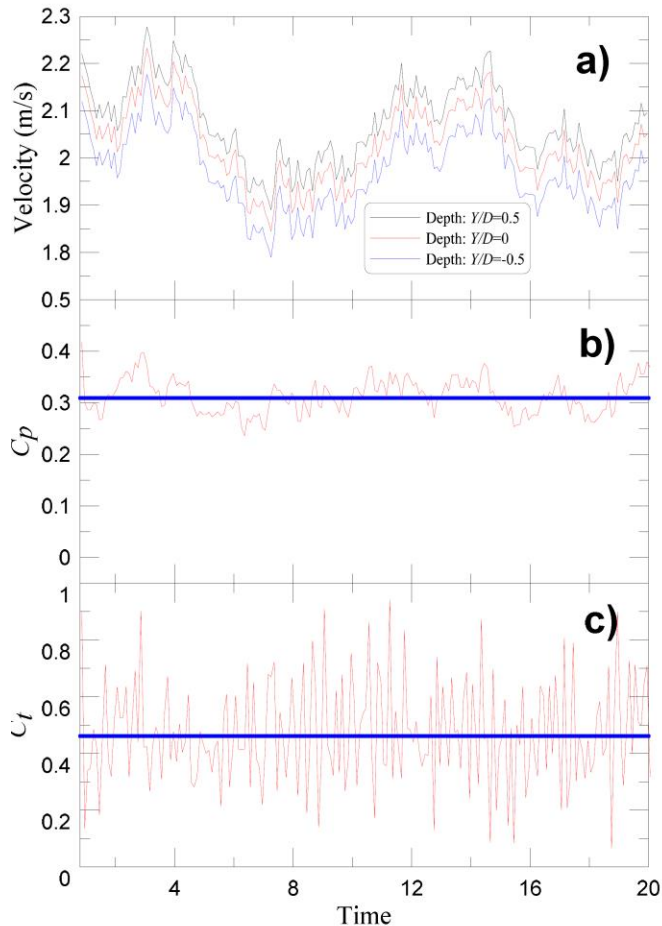 2.3
2.2
2.1
2
1.9
1.8
0.5
Velocity (m/s)
a)
Depth: Y/D=0.5
Depth: Y/D=0
Depth: Y/D=-0.5
0.4
0.3
0.2
0.1
0
Cp
b)
1
0.8
0.6
0.4
0.2
0
Ct
c)
4
8
12
16
20
Time